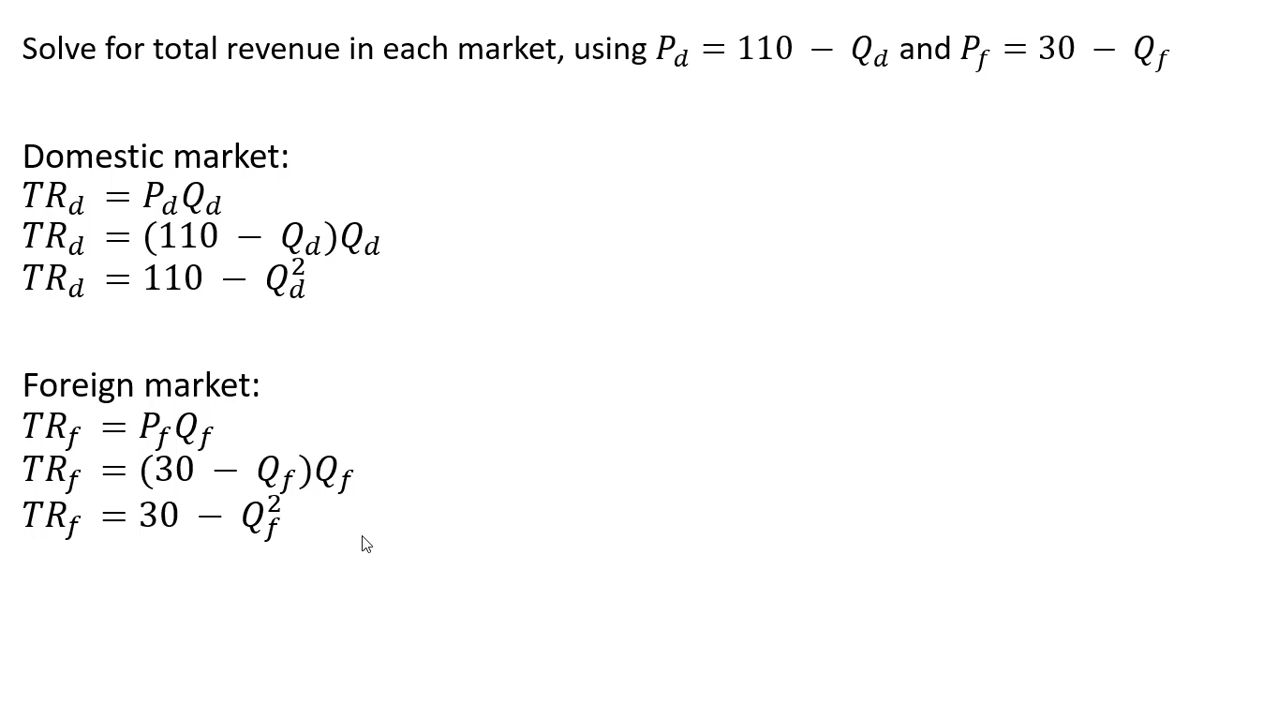 Solve for total revenue in each market, using P_d = 110 − Q_d and P_f = 30 − Q_f
Domestic market:
TR_d = P_dQ_d
TR_d = (110 − Q_d)Q_d
TR_d = 110 − Q_d^2
Foreign market:
TR_f = P_fQ_f
TR_f = (30 − Q_f)Q_f
TR_f = 30 − Q_f^2